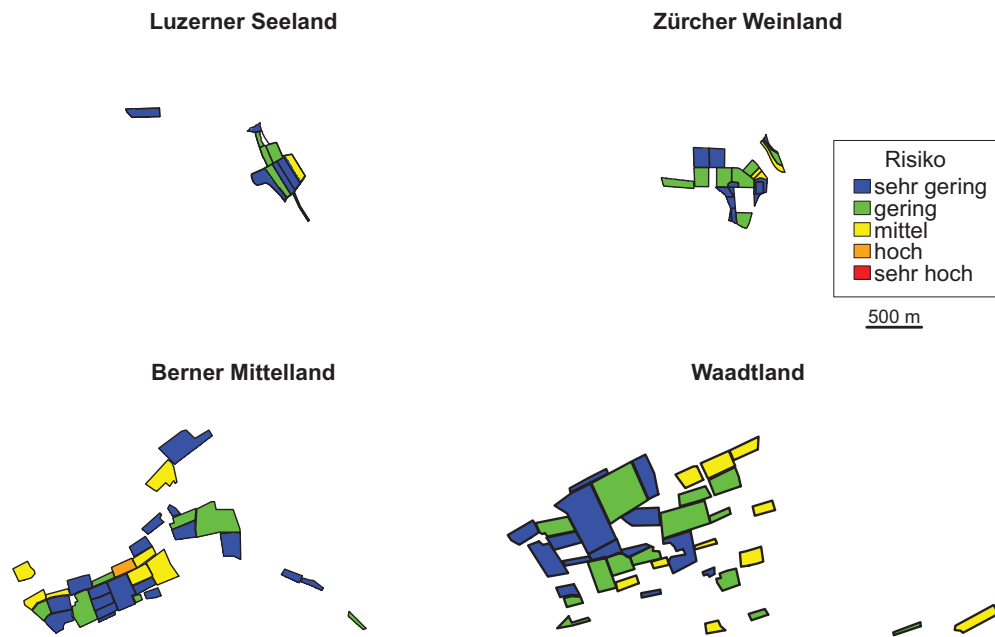 Luzerner Seeland
Zürcher Weinland
Risiko
sehr gering
gering
mittel
hoch
sehr hoch
500 m
Berner Mittelland
Waadtland